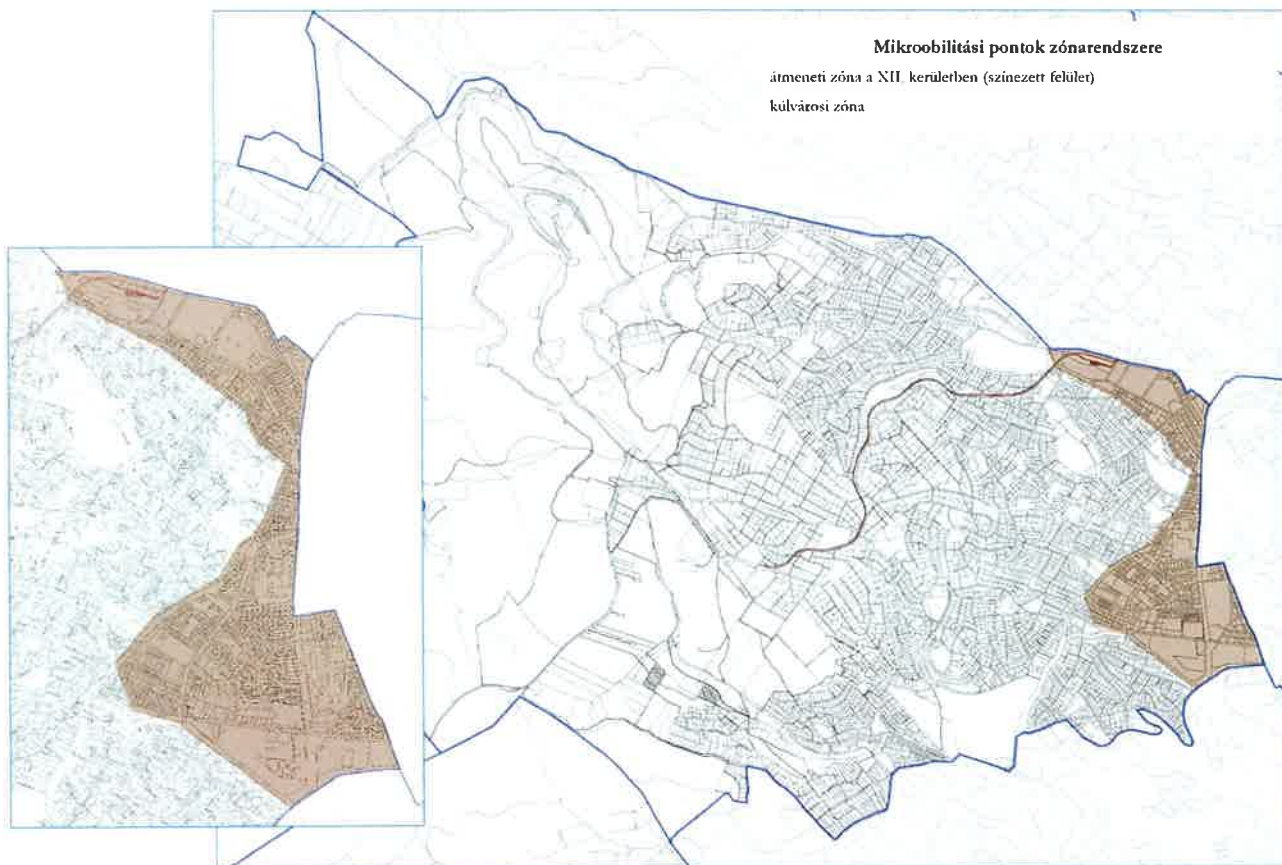 Mikroobilitási pontok zónarendszere
átmeneti zóna a XII. kerületben (színezett felület)
külvárosi zóna